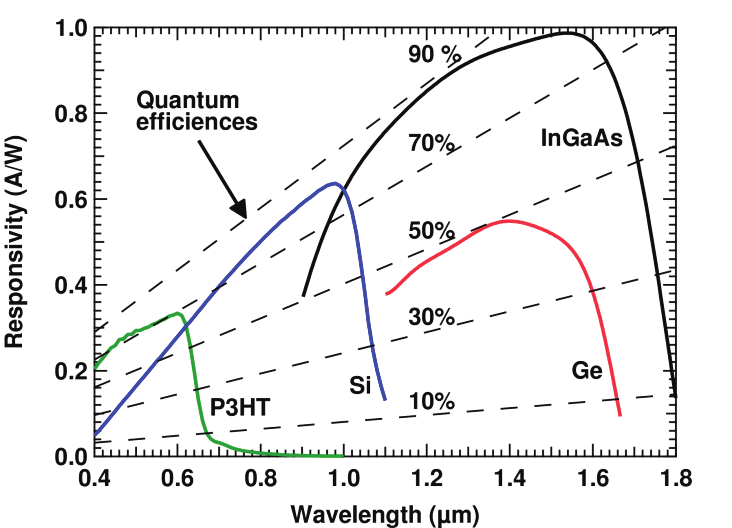 1.0
0.8
0.6
0.4
0.2
0.0
Responsivity (A/W)
Quantum
efficiences
90 %
70%
50%
30%
10%
InGaAs
Ge
Si
P3HT
0.4 0.6 0.8 1.0 1.2 1.4 1.6 1.8
Wavelength (μm)